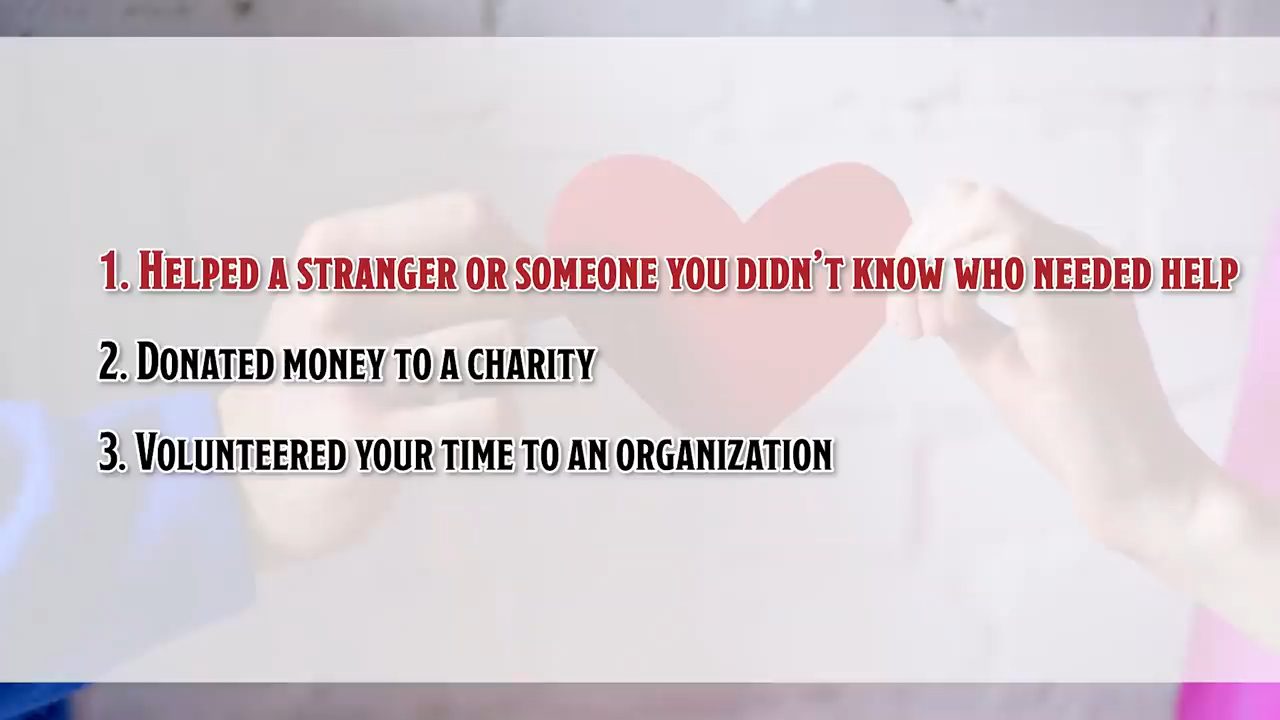 1. Helped a stranger or someone you didn’t know who needed help
2. Donated money to a charity
3. Volunteered your time to an organization